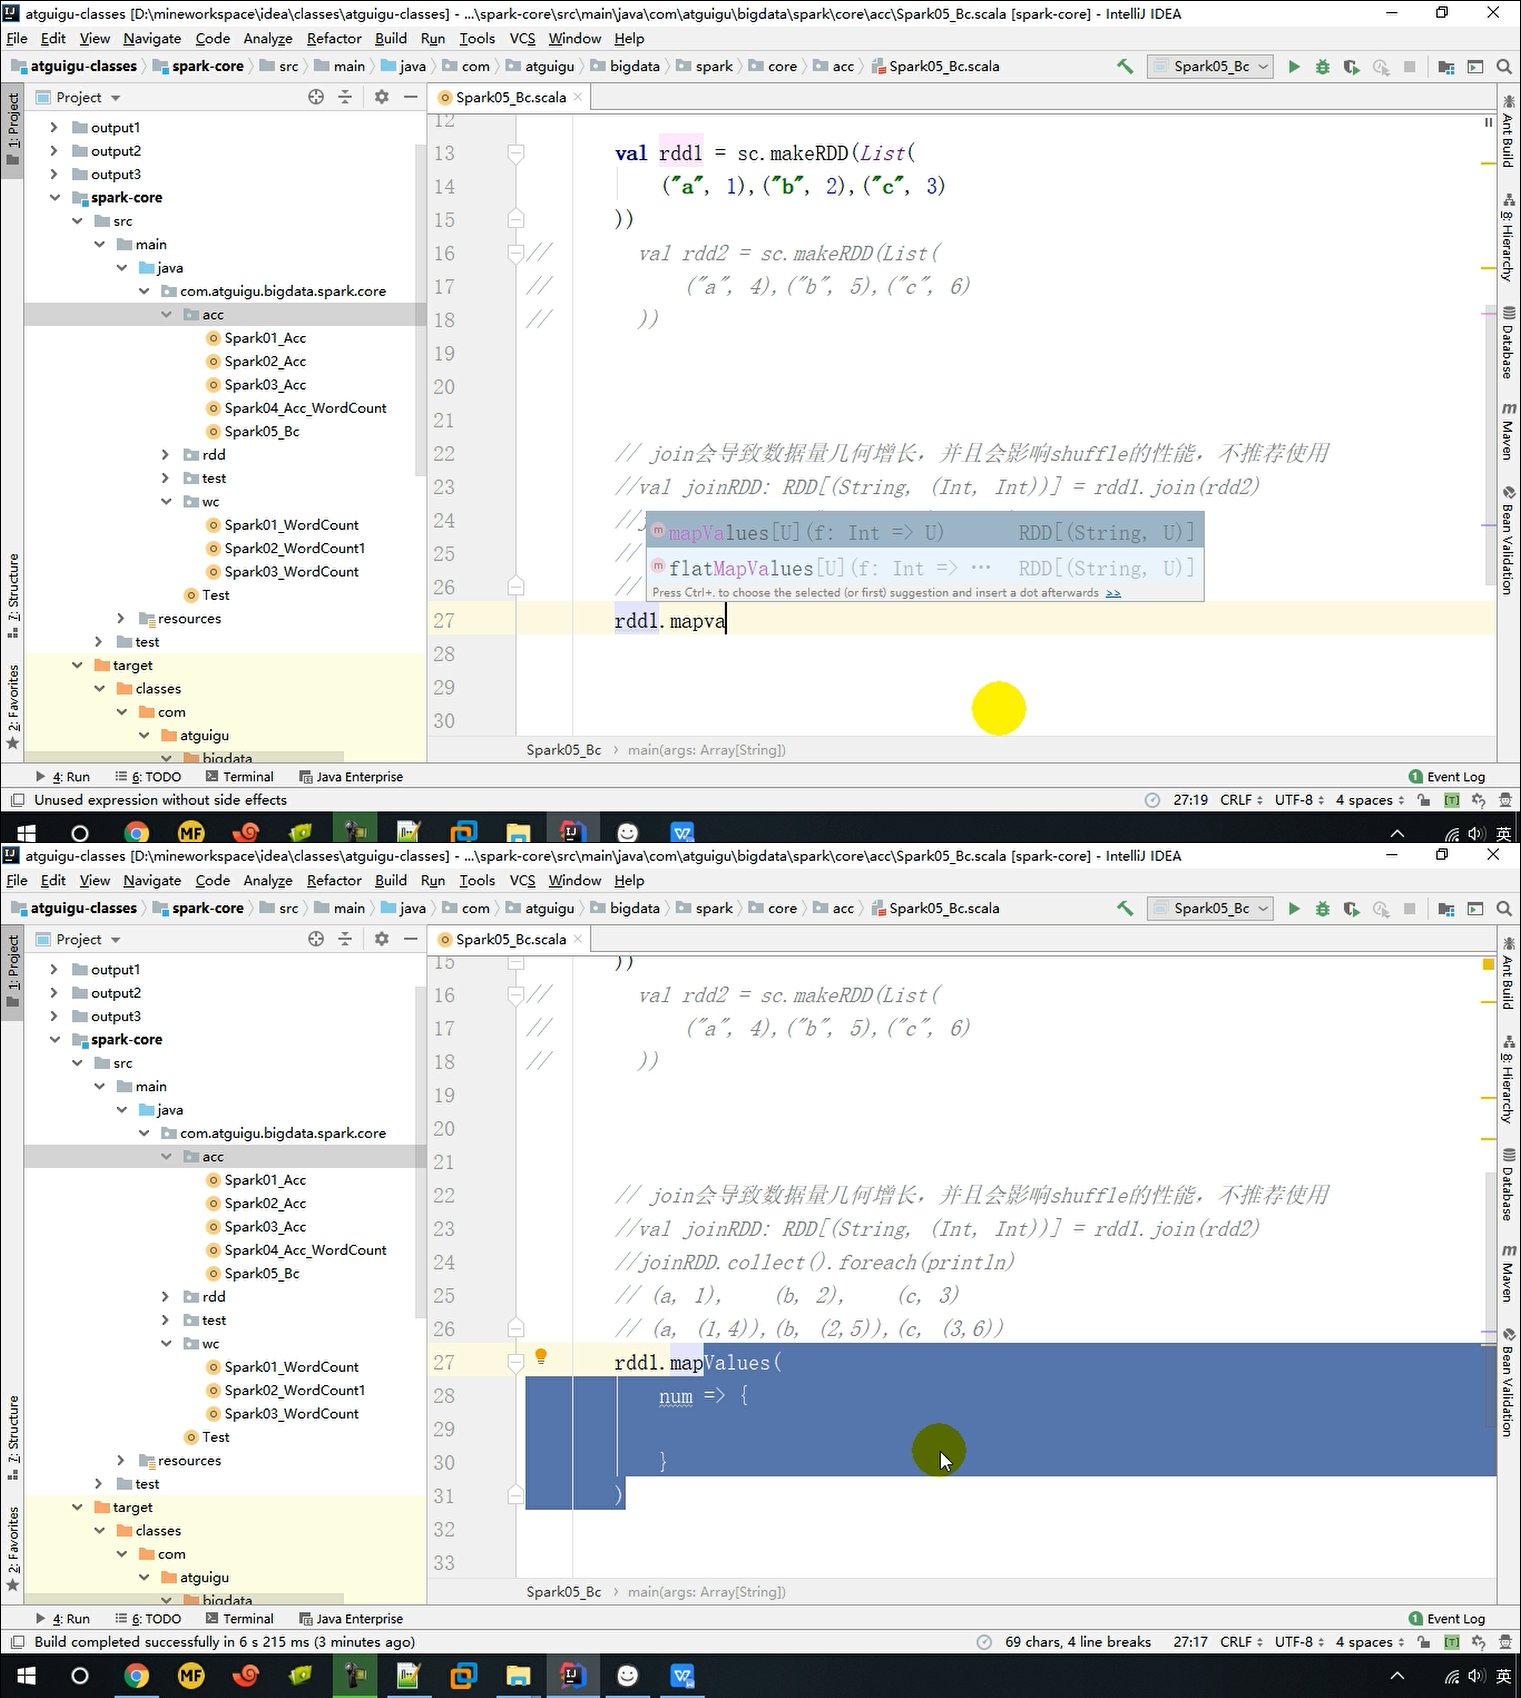 atguigu-classes [D:\mineworkspace\idea\classes\atguigu-classes] - ...\spark-core\src\main\java\com\atguigu\bigdata\spark\core\acc\Spark05_Bc.scala [spark-core] - IntelliJ IDEA
File Edit View Navigate Code Analyze Refactor Build Run Tools VCS Window Help
atguigu-classes spark-core src main java com atguigu bigdata spark core acc Spark05_Bc.scala Spark05_Bc
Project
Spark05_Bc.scala
1: Project
7: Structure
2: Favorites
output1
output2
output3
spark-core
src
main
java
com.atguigu.bigdata.spark.core
acc
Spark01_Acc
Spark02_Acc
Spark03_Acc
Spark04_Acc_WordCount
Spark05_Bc
rdd
test
wc
Spark01_WordCount
Spark02_WordCount1
Spark03_WordCount
Test
resources
test
target
classes
com
atguigu
bigdata
12
13 val rdd1 = sc.makeRDD(List(
14 ("a", 1),("b", 2),("c", 3)
15 ))
16 // val rdd2 = sc.makeRDD(List(
17 // ("a", 4),("b", 5),("c", 6)
18 // ))
19
20
21
22 // join会导致数据量几何增长，并且会影响shuffle的性能，不推荐使用
23 //val joinRDD: RDD[(String, (Int, Int))] = rdd1.join(rdd2)
24 //j
25 //
26 //
mapValues[U](f: Int => U) RDD[(String, U)]
flatMapValues[U](f: Int => ... RDD[(String, U)]
Press Ctrl+. to choose the selected (or first) suggestion and insert a dot afterwards >>
27 rdd1.mapva
28
29
30
Spark05_Bc main(args: Array[String])
Ant Build
8: Hierarchy
Database
Maven
Bean Validation
4: Run 6: TODO Terminal Java Enterprise 1 Event Log
Unused expression without side effects 27:19 CRLF UTF-8 4 spaces
英
atguigu-classes [D:\mineworkspace\idea\classes\atguigu-classes] - ...\spark-core\src\main\java\com\atguigu\bigdata\spark\core\acc\Spark05_Bc.scala [spark-core] - IntelliJ IDEA
File Edit View Navigate Code Analyze Refactor Build Run Tools VCS Window Help
atguigu-classes spark-core src main java com atguigu bigdata spark core acc Spark05_Bc.scala Spark05_Bc
Project
Spark05_Bc.scala
1: Project
7: Structure
2: Favorites
output1
output2
output3
spark-core
src
main
java
com.atguigu.bigdata.spark.core
acc
Spark01_Acc
Spark02_Acc
Spark03_Acc
Spark04_Acc_WordCount
Spark05_Bc
rdd
test
wc
Spark01_WordCount
Spark02_WordCount1
Spark03_WordCount
Test
resources
test
target
classes
com
atguigu
bigdata
15 ))
16 // val rdd2 = sc.makeRDD(List(
17 // ("a", 4),("b", 5),("c", 6)
18 // ))
19
20
21
22 // join会导致数据量几何增长，并且会影响shuffle的性能，不推荐使用
23 //val joinRDD: RDD[(String, (Int, Int))] = rdd1.join(rdd2)
24 //joinRDD.collect().foreach(println)
25 // (a, 1), (b, 2), (c, 3)
26 // (a, (1,4)),(b, (2,5)),(c, (3,6))
27 rdd1.mapValues(
28 num => {
29
30 }
31 )
32
33
Spark05_Bc main(args: Array[String])
Ant Build
8: Hierarchy
Database
Maven
Bean Validation
4: Run 6: TODO Terminal Java Enterprise 1 Event Log
Build completed successfully in 6 s 215 ms (3 minutes ago) 69 chars, 4 line breaks 27:17 CRLF UTF-8 4 spaces
MF
英